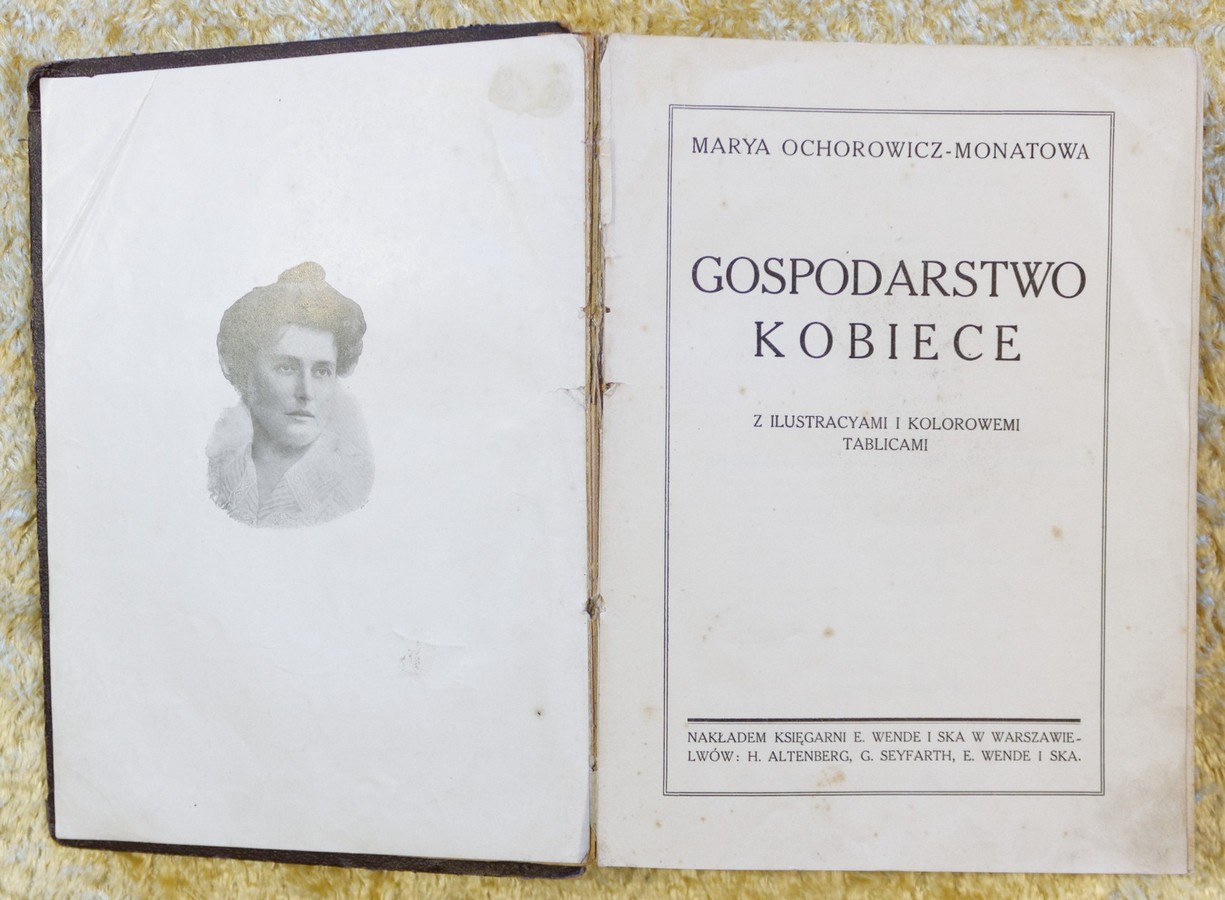 MARYA OCHOROWICZ-MONATOWA
GOSPODARSTWO
KOBIECE
Z ILUSTRACYAMI I KOLOROWEMI
TABLICAMI
NAKŁADEM KSIĘGARNI E. WENDE I SKA W WARSZAWIE-
LWÓW: H. ALTENBERG, G. SEYFARTH, E. WENDE I SKA.